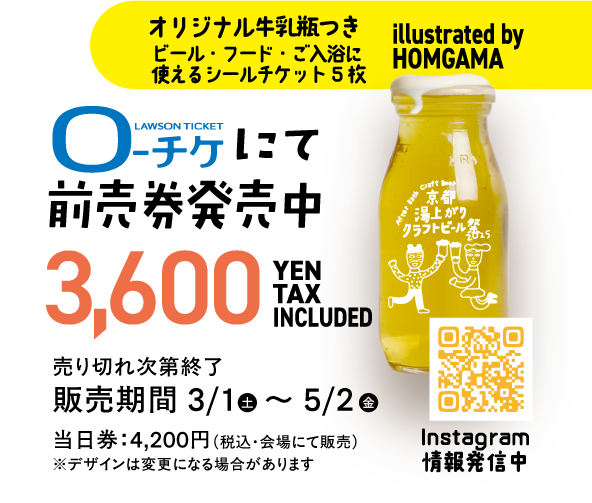 オリジナル牛乳瓶つき
ビール・フード・ご入浴に
使えるシールチケット5枚
illustrated by
HOMGAMA
LAWSON TICKET
ローチケにて
前売券発売中
3,600 YEN
TAX
INCLUDED
After Bath Craft Beer
京都
湯上がり
クラフトビール祭
2025
売り切れ次第終了
販売期間 3/1土 〜 5/2金
当日券：4,200円（税込・会場にて販売）
※デザインは変更になる場合があります
Instagram
情報発信中